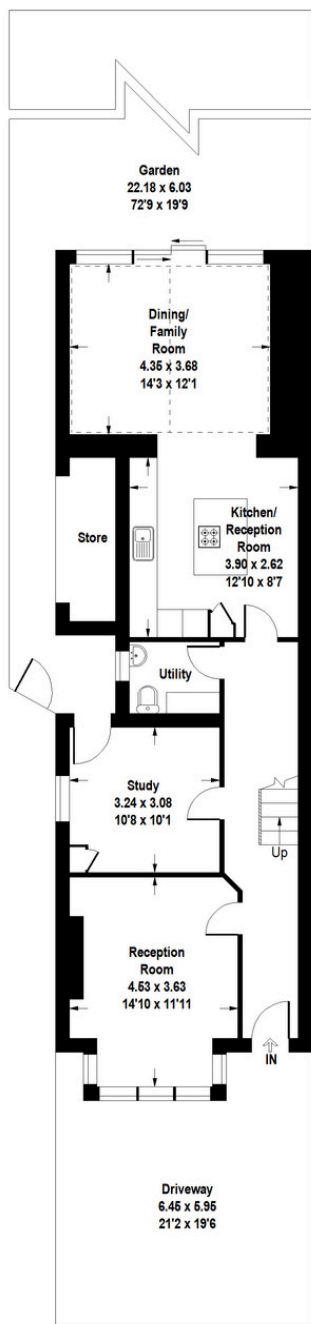 Garden
22.18 x 6.03
72'9 x 19'9
Dining/
Family
Room
4.35 x 3.68
14'3 x 12'1
Store
Kitchen/
Reception
Room
3.90 x 2.62
12'10 x 8'7
Utility
Study
3.24 x 3.08
10'8 x 10'1
Up
Reception
Room
4.53 x 3.63
14'10 x 11'11
IN
Driveway
6.45 x 5.95
21'2 x 19'6